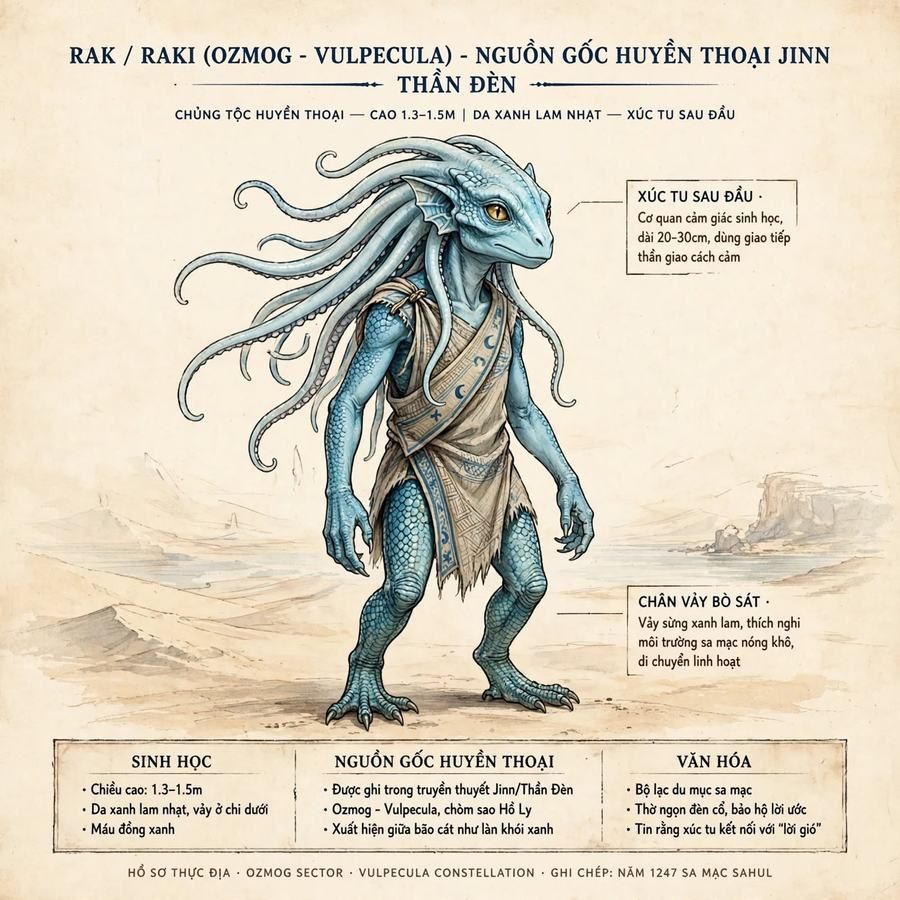 RAK / RAKI (OZMOG - VULPECULA) - NGUỒN GỐC HUYỀN THOẠI JINN
THẦN ĐÈN
CHỦNG TỘC HUYỀN THOẠI — CAO 1.3–1.5M | DA XANH LAM NHẠT — XÚC TU SAU ĐẦU
XÚC TU SAU ĐẦU ·
Cơ quan cảm giác sinh học,
dài 20–30cm, dùng giao tiếp
thần giao cách cảm
CHÂN VẢY BÒ SÁT ·
Vảy sừng xanh lam, thích nghi
môi trường sa mạc nóng khô,
di chuyển linh hoạt
SINH HỌC
· Chiều cao: 1.3–1.5m
· Da xanh lam nhạt, vảy ở chi dưới
· Máu đồng xanh
NGUỒN GỐC HUYỀN THOẠI
· Được ghi trong truyền thuyết Jinn/Thần Đèn
· Ozmog – Vulpecula, chòm sao Hồ Ly
· Xuất hiện giữa bão cát như làn khói xanh
VĂN HÓA
· Bộ lạc du mục sa mạc
· Thờ ngọn đèn cổ, bảo hộ lời ước
· Tin rằng xúc tu kết nối với “lời gió”
HỒ SƠ THỰC ĐỊA · OZMOG SECTOR · VULPECULA CONSTELLATION · GHI CHÉP: NĂM 1247 SA MẠC SAHUL